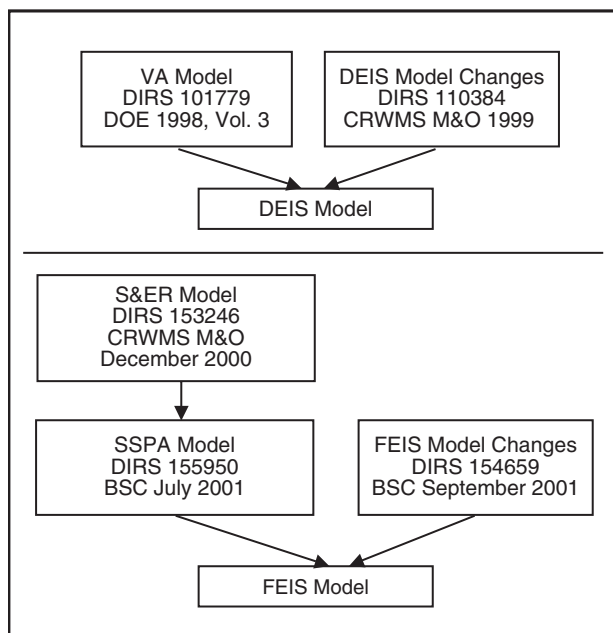 VA Model
DIRS 101779
DOE 1998, Vol. 3
DEIS Model Changes
DIRS 110384
CRWMS M&O 1999
DEIS Model
S&ER Model
DIRS 153246
CRWMS M&O
December 2000
SSPA Model
DIRS 155950
BSC July 2001
FEIS Model Changes
DIRS 154659
BSC September 2001
FEIS Model